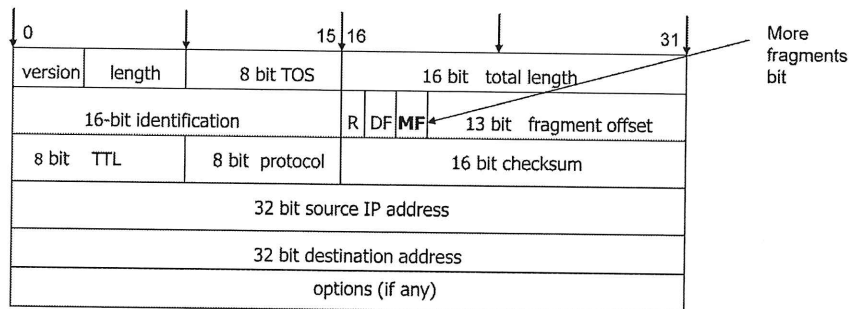 0 15 16 31
More
fragments
bit
version length 8 bit TOS 16 bit total length
16-bit identification R DF MF 13 bit fragment offset
8 bit TTL 8 bit protocol 16 bit checksum
32 bit source IP address
32 bit destination address
options (if any)